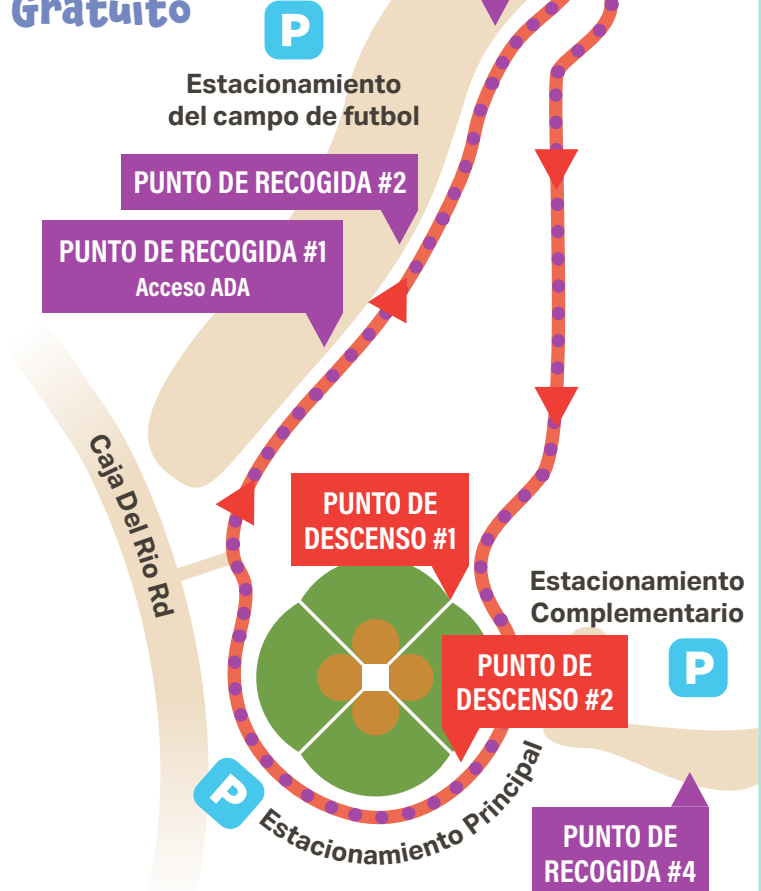 Gratuito
P
Estacionamiento
del campo de futbol
PUNTO DE RECOGIDA #2
PUNTO DE RECOGIDA #1
Acceso ADA
Caja Del Rio Rd
PUNTO DE
DESCENSO #1
Estacionamiento
Complementario
P
PUNTO DE
DESCENSO #2
P
Estacionamiento Principal
PUNTO DE
RECOGIDA #4